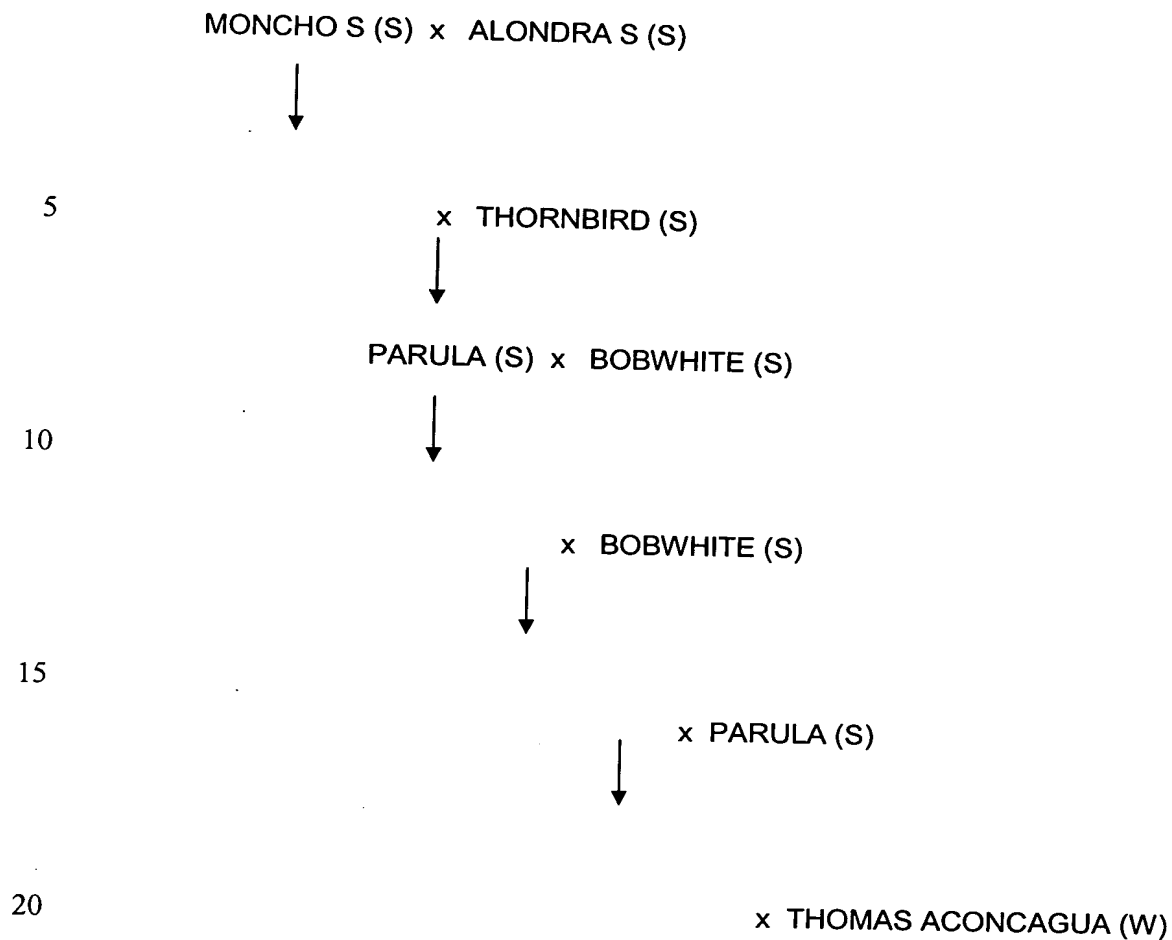 MONCHO S (S) x ALONDRA S (S)
5
x THORNBIRD (S)
PARULA (S) x BOBWHITE (S)
10
x BOBWHITE (S)
15
x PARULA (S)
20
x THOMAS ACONCAGUA (W)